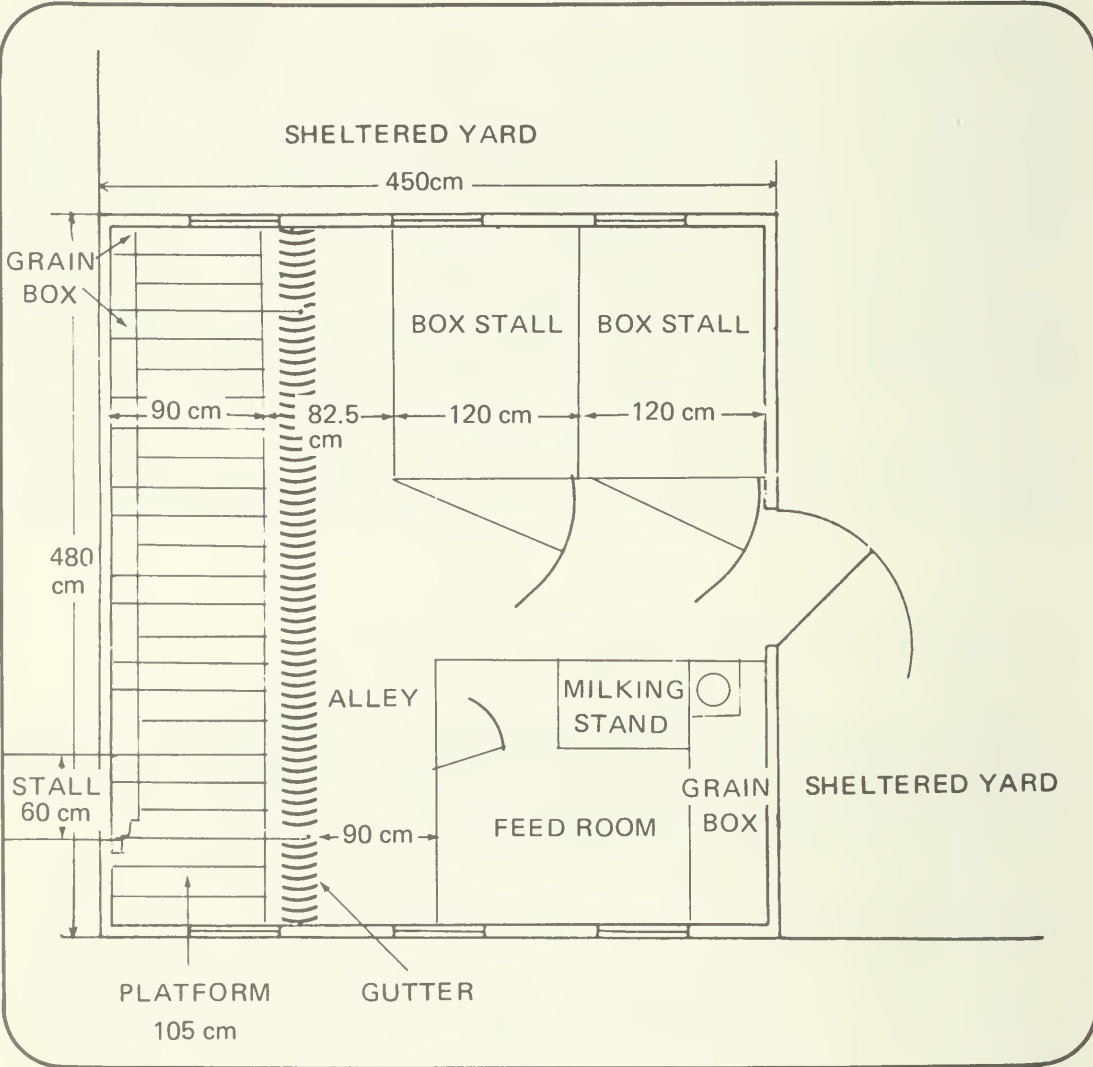 SHELTERED YARD
450cm
GRAIN
BOX
BOX STALL
BOX STALL
90 cm
82.5
cm
120 cm
120 cm
480
cm
ALLEY
MILKING
STAND
STALL
60 cm
GRAIN
BOX
SHELTERED YARD
90 cm
FEED ROOM
PLATFORM
105 cm
GUTTER